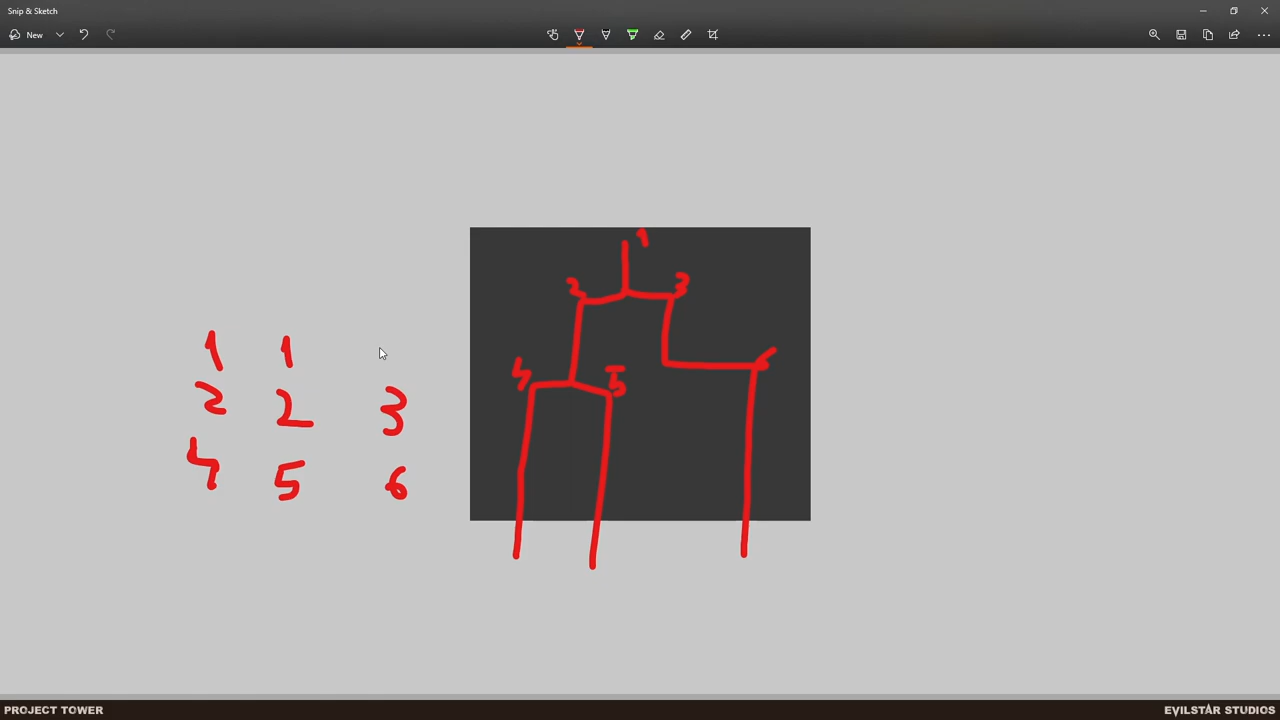 Snip & Sketch
New
1 1
2 2 3
4 5 6
1
2 3
4 5 6
PROJECT TOWER
EVILSTAR STUDIOS